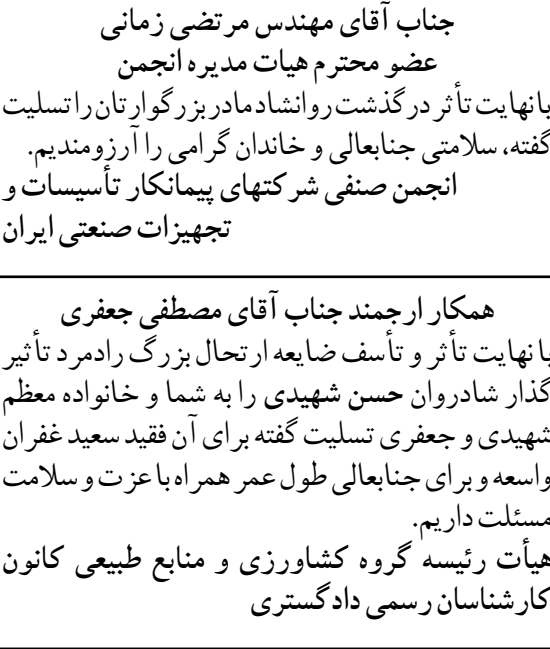 جناب آقای مهندس مرتضی زمانی
عضو محترم هیات مدیره انجمن
بانهایت تأثر درگذشت روانشاد مادر بزرگوارتان را تسلیت
گفته، سلامتی جنابعالی و خاندان گرامی را آرزومندیم.
انجمن صنفی شرکتهای پیمانکار تأسیسات و
تجهیزات صنعتی ایران
همکار ارجمند جناب آقای مصطفی جعفری
با نهایت تأثر و تأسف ضایعه ارتحال بزرگ رادمرد تأثیر
گذار شادروان حسن شهیدی را به شما و خانواده معظم
شهیدی و جعفری تسلیت گفته برای آن فقید سعید غفران
واسعه و برای جنابعالی طول عمر همراه با عزت و سلامت
مسئلت داریم.
هیأت رئیسه گروه کشاورزی و منابع طبیعی کانون
کارشناسان رسمی دادگستری